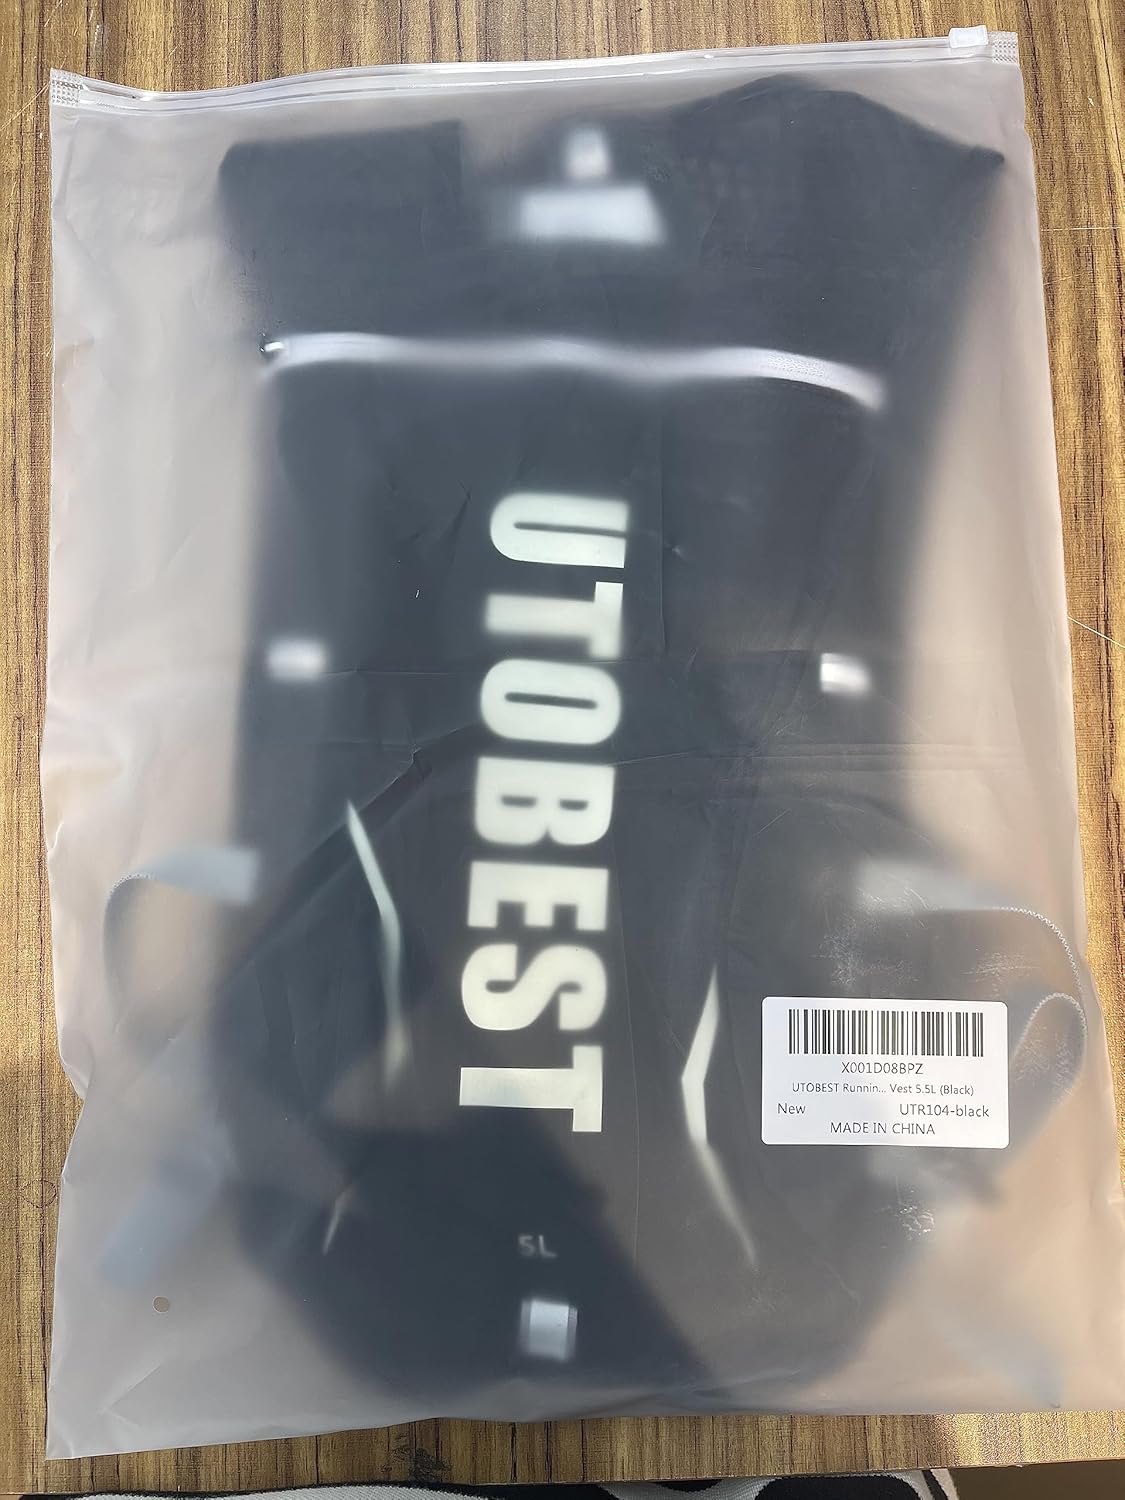 UTOBEST
5L
X001D08BPZ
UTOBEST Runnin... Vest 5.5L (Black)
New UTR104-black
MADE IN CHINA